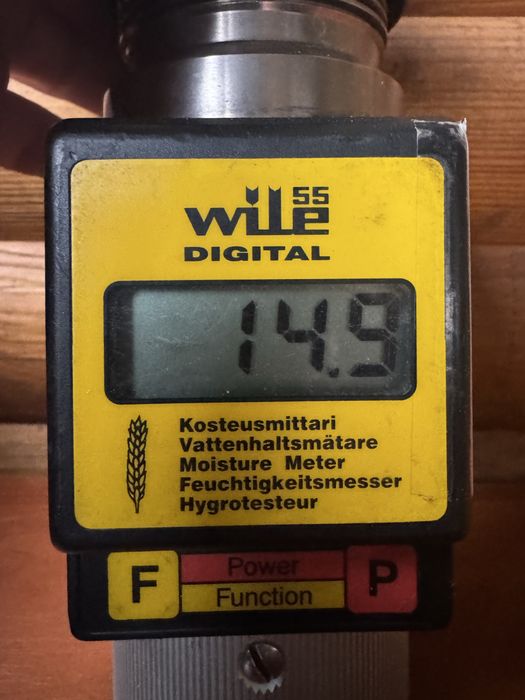 wile 55
DIGITAL
14.9
Kosteusmittari
Vattenhaltsmätare
Moisture Meter
Feuchtigkeitsmesser
Hygrotesteur
F Power P
Function